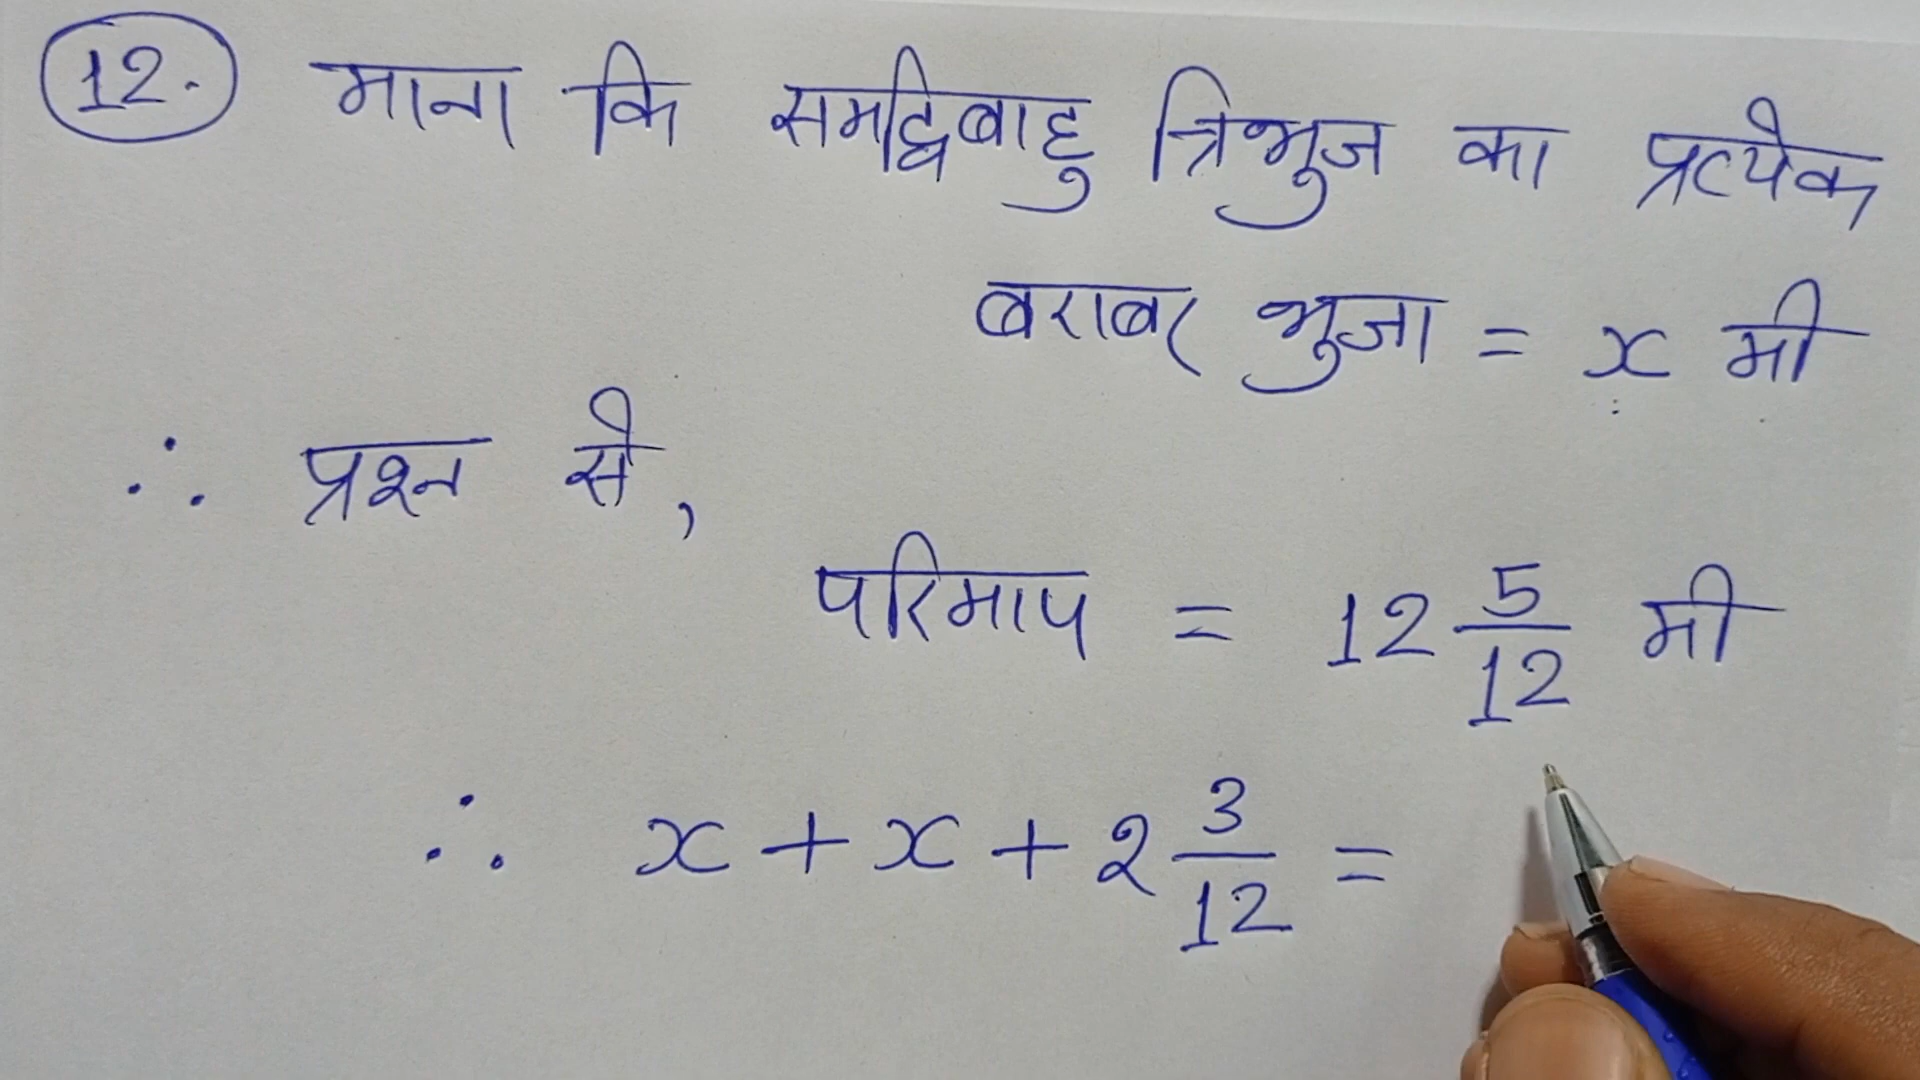 12. माना कि समद्विबाहु त्रिभुज का प्रत्येक
बराबर भुजा = x मी
∴ प्रश्न से,
परिमाप = 12 5/12 मी
∴ x + x + 2 3/12 =